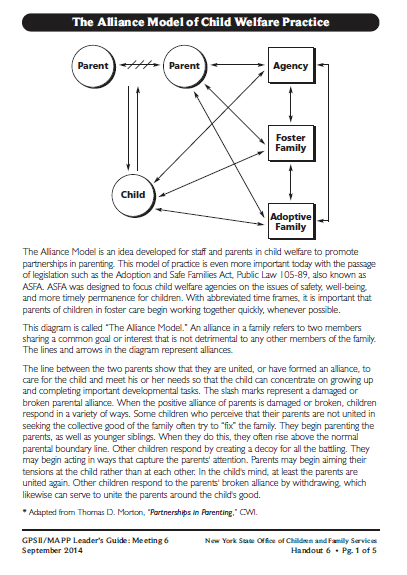 The Alliance Model of Child Welfare Practice
Parent
Parent
Agency
Foster
Family
Child
Adoptive
Family
The Alliance Model is an idea developed for staff and parents in child welfare to promote
partnerships in parenting. This model of practice is even more important today with the passage
of legislation such as the Adoption and Safe Families Act, Public Law 105-89, also known as
ASFA. ASFA was designed to focus child welfare agencies on the issues of safety, well-being,
and more timely permanence for children. With abbreviated time frames, it is important that
parents of children in foster care begin working together quickly, whenever possible.
This diagram is called "The Alliance Model." An alliance in a family refers to two members
sharing a common goal or interest that is not detrimental to any other members of the family.
The lines and arrows in the diagram represent alliances.
The line between the two parents show that they are united, or have formed an alliance, to
care for the child and meet his or her needs so that the child can concentrate on growing up
and completing important developmental tasks. The slash marks represent a damaged or
broken parental alliance. When the positive alliance of parents is damaged or broken, children
respond in a variety of ways. Some children who perceive that their parents are not united in
seeking the collective good of the family often try to "fix" the family. They begin parenting the
parents, as well as younger siblings. When they do this, they often rise above the normal
parental boundary line. Other children respond by creating a decoy for all the battling. They
may begin acting in ways that capture the parents' attention. Parents may begin aiming their
tensions at the child rather than at each other. In the child's mind, at least the parents are
united again. Other children respond to the parents' broken alliance by withdrawing, which
likewise can serve to unite the parents around the child's good.
* Adapted from Thomas D. Morton, "Partnerships in Parenting," CWI.
GPSII/MAPP Leader's Guide: Meeting 6
New York State Office of Children and Family Services
September 2014
Handout 6 • Pg. 1 of 5